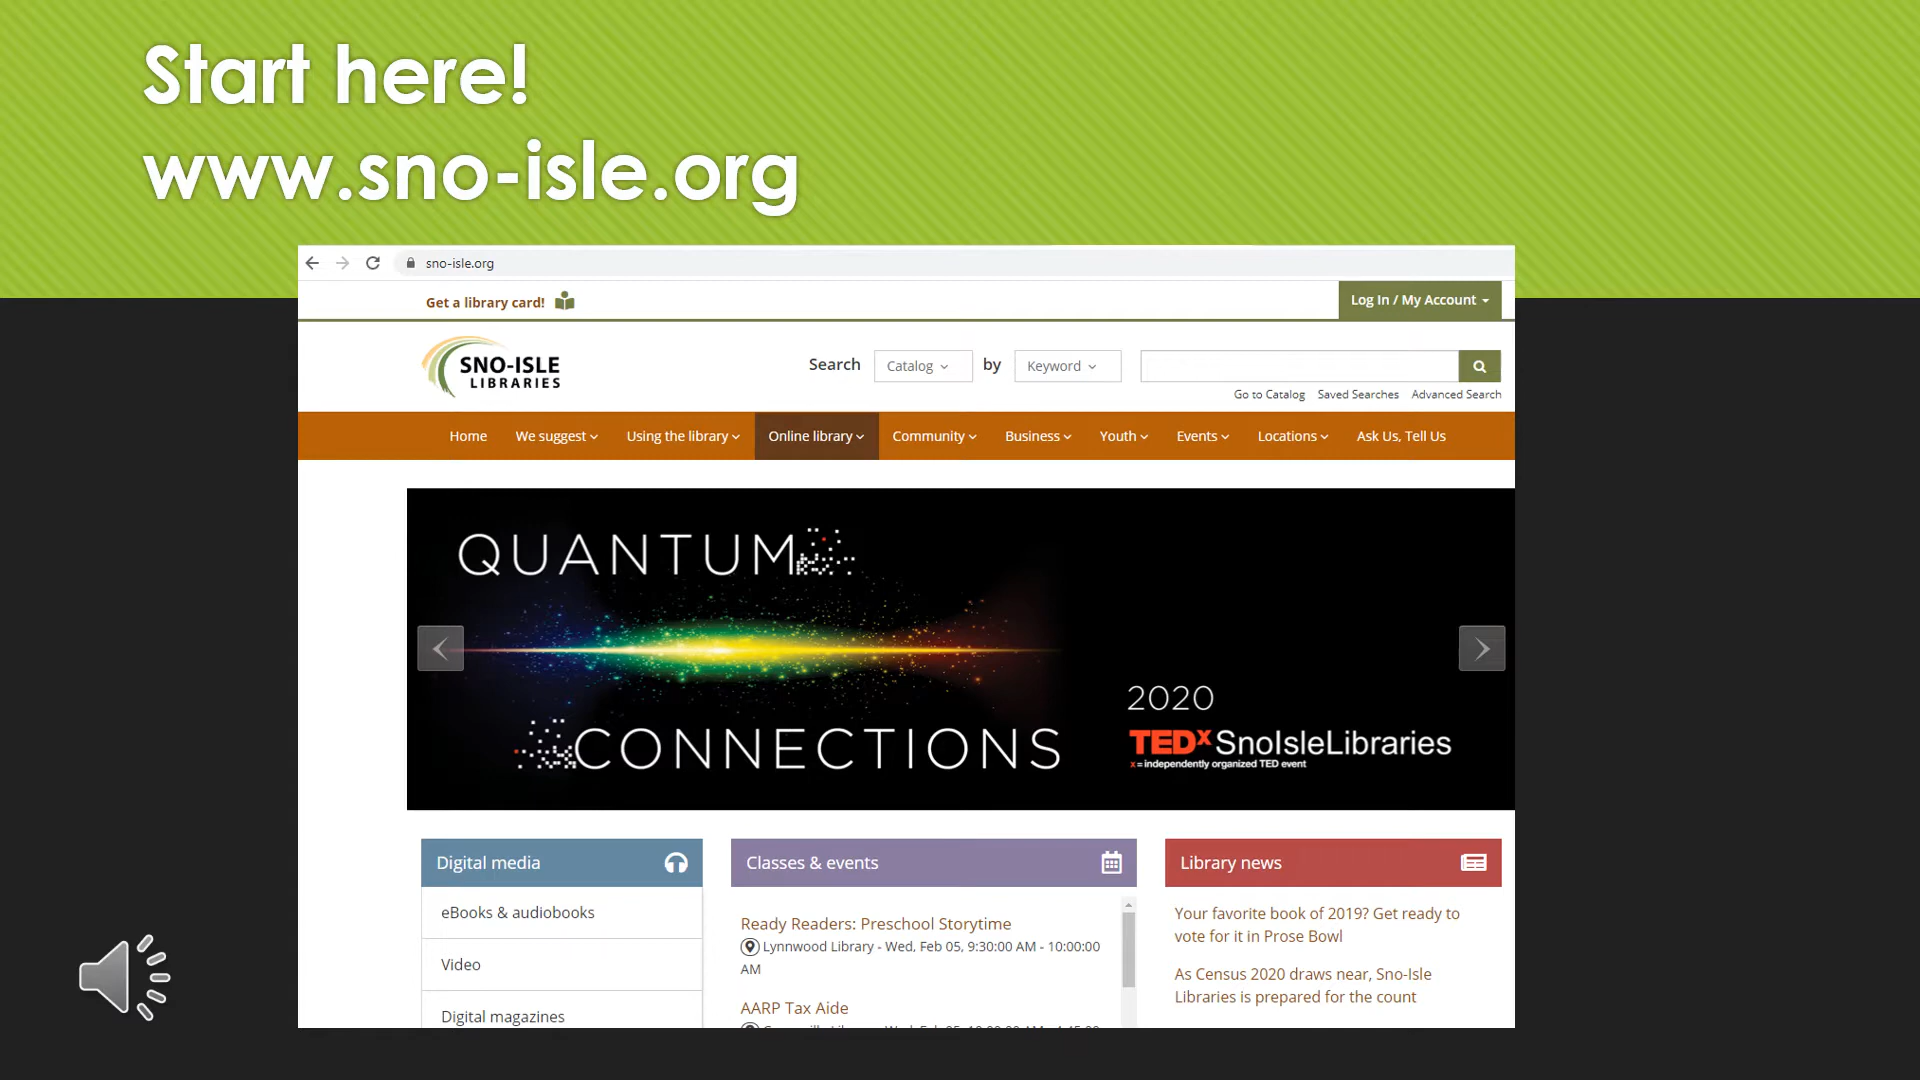 Start here!
www.sno-isle.org
sno-isle.org
Get a library card!
Log In / My Account
SNO-ISLE
LIBRARIES
Search Catalog by Keyword
Go to Catalog Saved Searches Advanced Search
Home We suggest Using the library Online library Community Business Youth Events Locations Ask Us, Tell Us
QUANTUM
CONNECTIONS
2020
TEDx SnoIsleLibraries
x = independently organized TED event
Digital media
eBooks & audiobooks
Video
Digital magazines
Classes & events
Ready Readers: Preschool Storytime
Lynnwood Library - Wed, Feb 05, 9:30:00 AM - 10:00:00
AM
AARP Tax Aide
Library news
Your favorite book of 2019? Get ready to
vote for it in Prose Bowl
As Census 2020 draws near, Sno-Isle
Libraries is prepared for the count